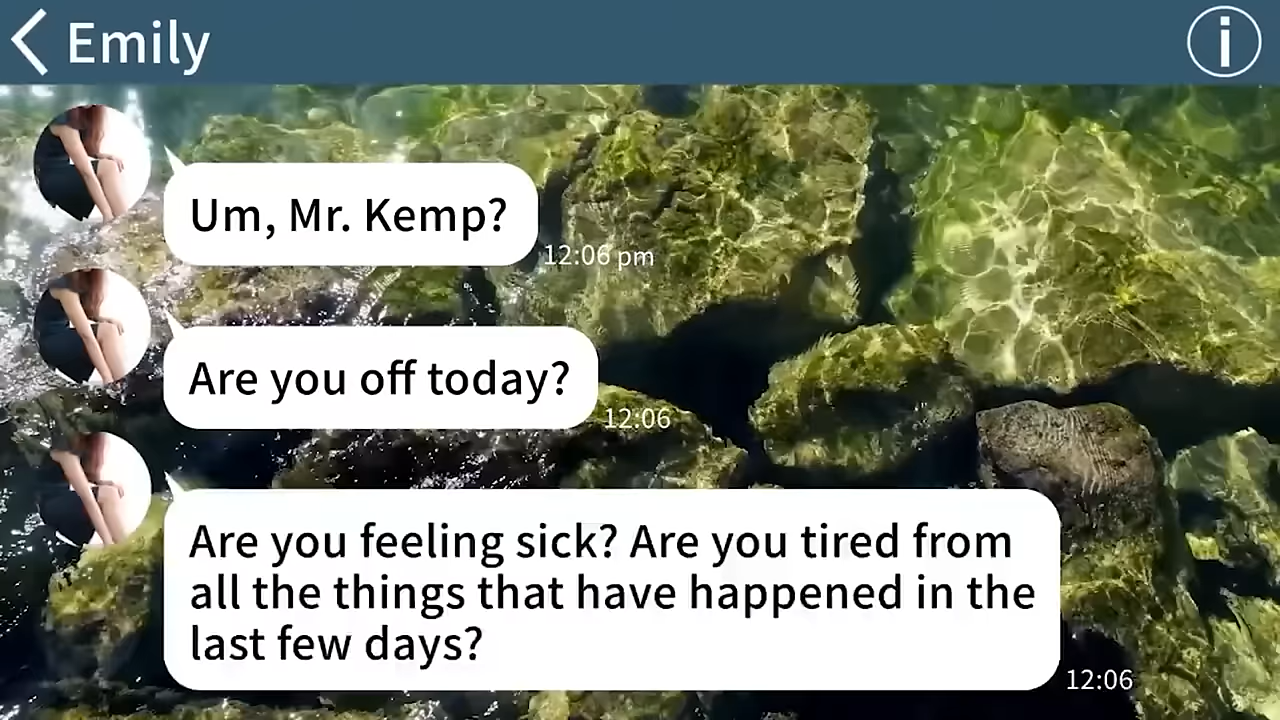 Emily
Um, Mr. Kemp?
12:06 pm
Are you off today?
12:06
Are you feeling sick? Are you tired from
all the things that have happened in the
last few days?
12:06